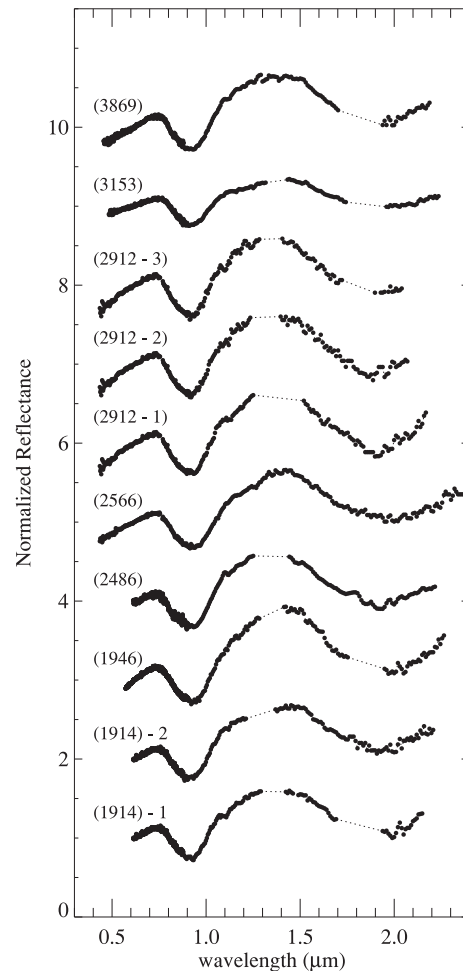 10
8
6
4
2
0
Normalized Reflectance
(3869)
(3153)
(2912 - 3)
(2912 - 2)
(2912 - 1)
(2566)
(2486)
(1946)
(1914) - 2
(1914) - 1
0.5 1.0 1.5 2.0
wavelength (μm)